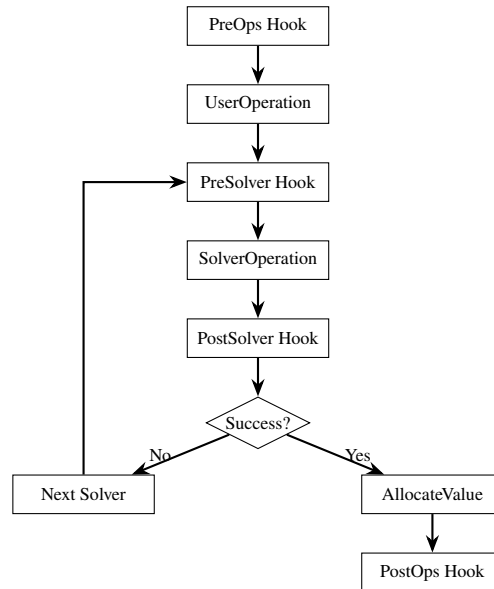 PreOps Hook
UserOperation
PreSolver Hook
SolverOperation
PostSolver Hook
Success?
No
Yes
Next Solver
AllocateValue
PostOps Hook